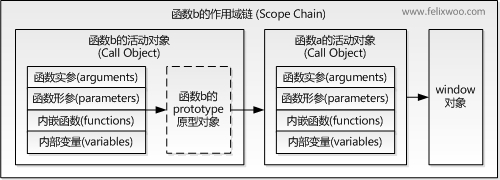 函数b的作用域链 (Scope Chain)
www.felixwoo.com
函数b的活动对象
(Call Object)
函数实参(arguments)
函数形参(parameters)
内嵌函数(functions)
内部变量(variables)
函数b的
prototype
原型对象
函数a的活动对象
(Call Object)
函数实参(arguments)
函数形参(parameters)
内嵌函数(functions)
内部变量(variables)
window
对象